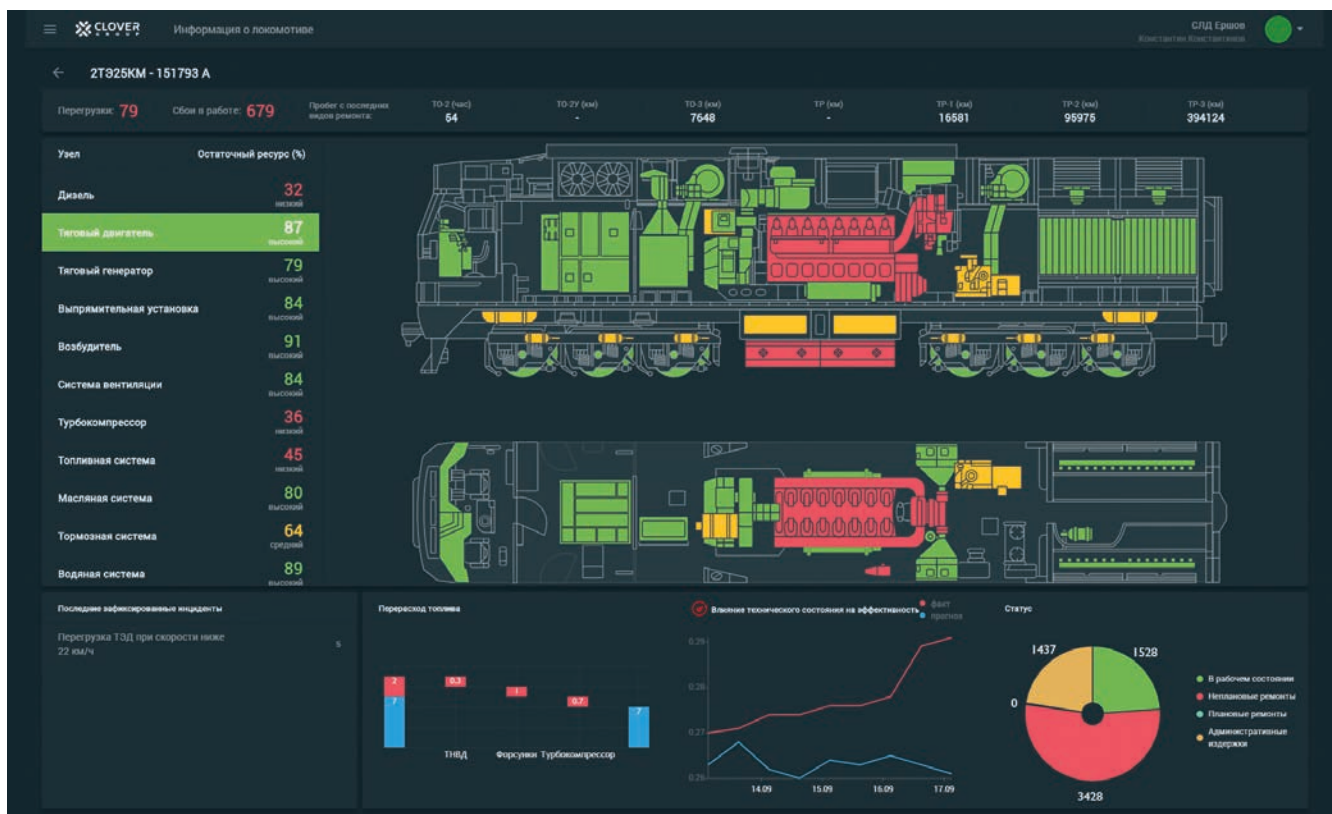 CLOVER
GROUP
Информация о локомотиве
СЛД Ершов
Константин Константинов
2ТЭ25КМ - 151793 А
Перегрузки: 79
Сбои в работе: 679
Пробег с последних
видов ремонта:
ТО-2 (час)
54
ТО-2У (км)
-
ТО-3 (км)
7648
ТР (км)
-
ТР-1 (км)
16581
ТР-2 (км)
95975
ТР-3 (км)
394124
Узел Остаточный ресурс (%)
Дизель 32
низкий
Тяговый двигатель 87
высокий
Тяговый генератор 79
высокий
Выпрямительная установка 84
высокий
Возбудитель 91
высокий
Система вентиляции 84
высокий
Турбокомпрессор 36
низкий
Топливная система 45
низкий
Масляная система 80
высокий
Тормозная система 64
средний
Водяная система 89
высокий
Последние зафиксированные инциденты
Перегрузка ТЭД при скорости ниже
22 км/ч
5
Перерасход топлива
2
7
0.3
1
0.7
7
ТНВД Форсунки Турбокомпрессор
Влияние технического состояния на эффективность
факт
прогноз
0.29
0.28
0.27
0.26
14.09 15.09 16.09 17.09
Статус
1437
1528
0
3428
В рабочем состоянии
Неплановые ремонты
Плановые ремонты
Административные
издержки